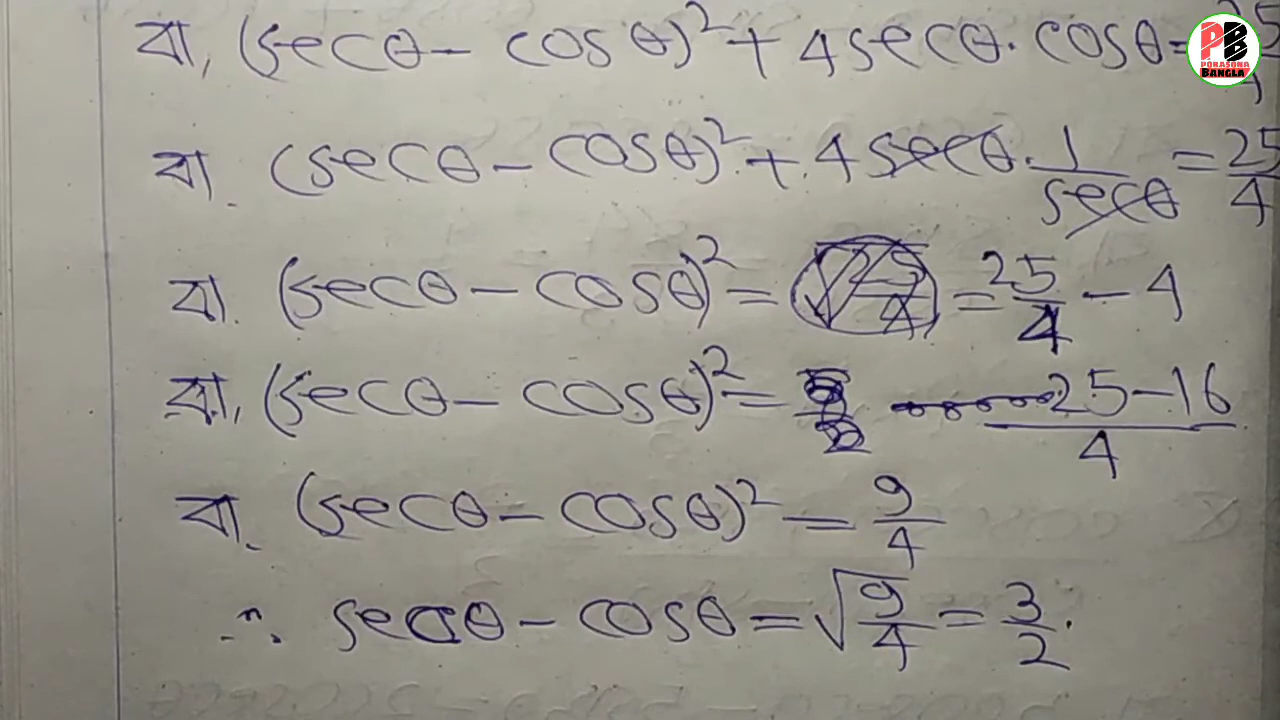 বা, (secθ – cosθ)² + 4secθ. cosθ = 25/4
বা. (secθ – cosθ)² + 4secθ. 1/secθ = 25/4
বা. (secθ – cosθ)² = √25/4 = 25/4 – 4
বা, (secθ – cosθ)² = 25–16/4
বা. (secθ – cosθ)² = 9/4
∴ secθ – cosθ = √9/4 = 3/2.
PB
PORASONA
BANGLA